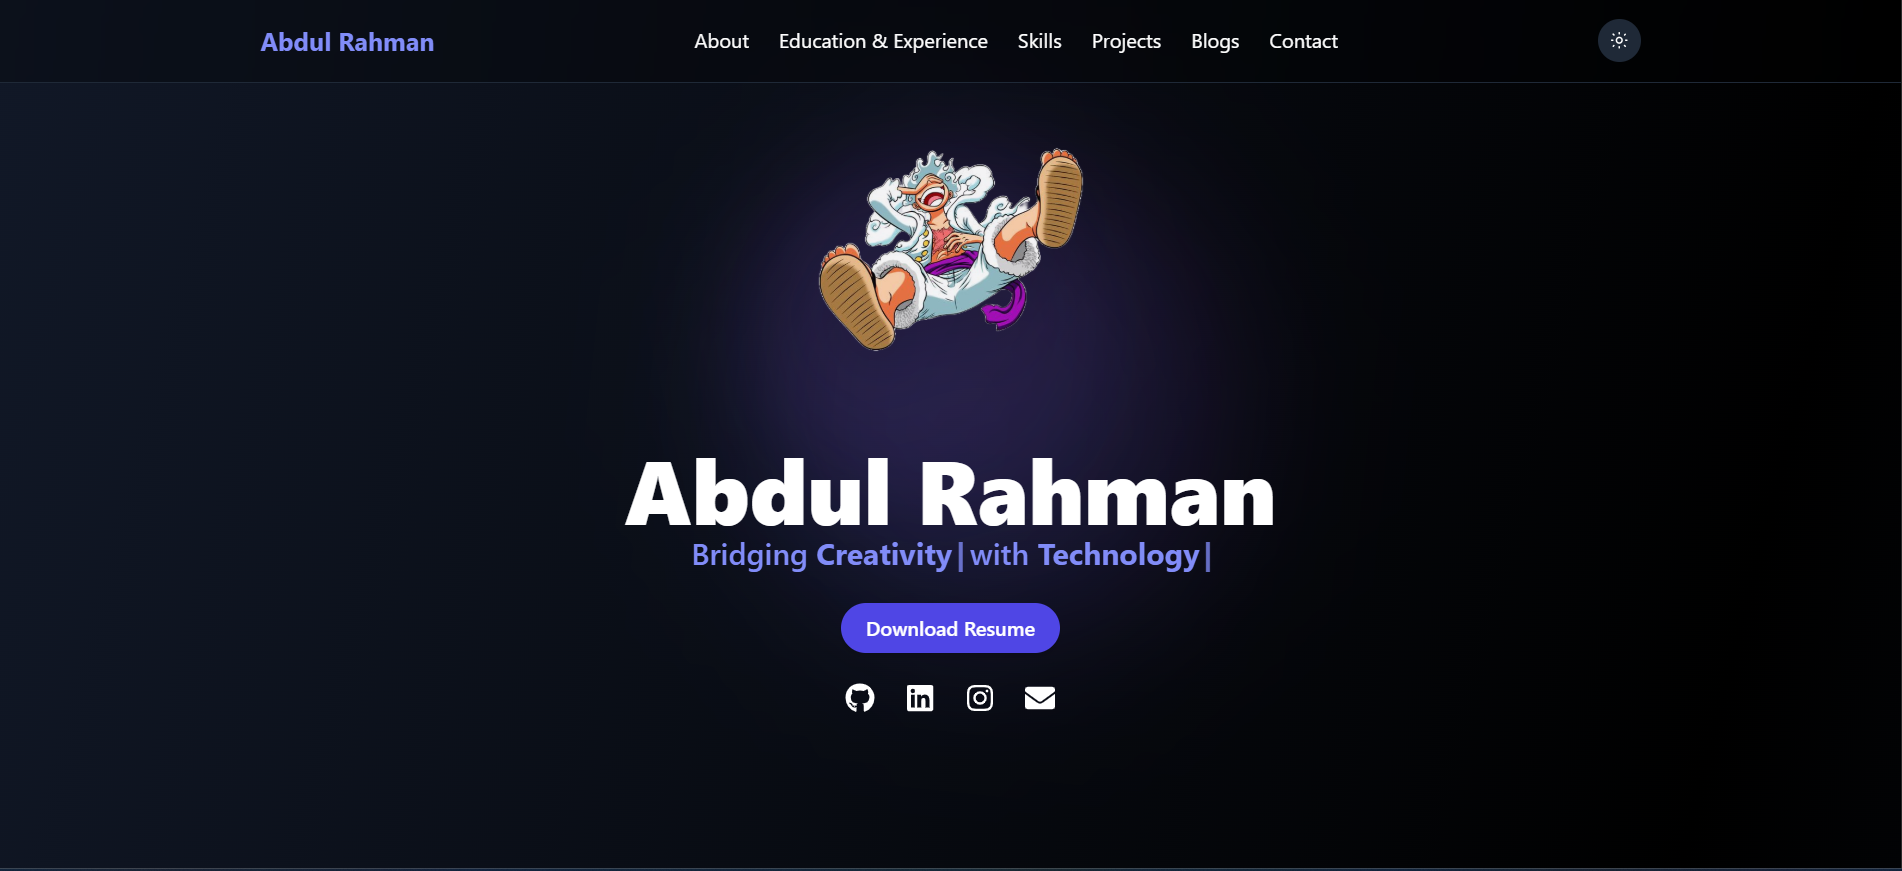 Abdul Rahman
About Education & Experience Skills Projects Blogs Contact
Abdul Rahman
Bridging Creativity|with Technology|
Download Resume